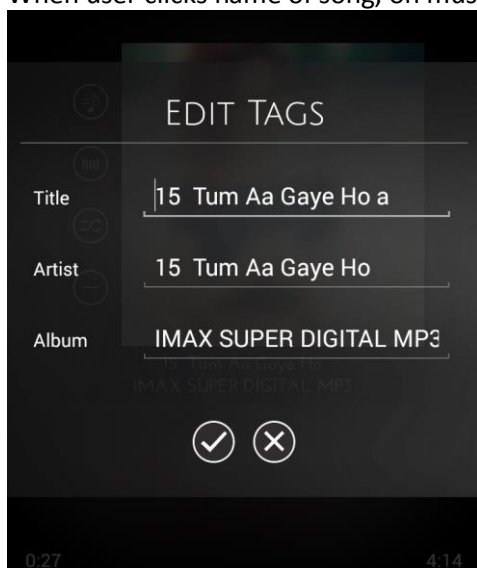 When user clicks name of song, on mus
EDIT TAGS
Title 15 Tum Aa Gaye Ho a
Artist 15 Tum Aa Gaye Ho
Album IMAX SUPER DIGITAL MP3
15 Tum Aa Gaye Ho
IMAX SUPER DIGITAL MP3
0:27 4:14